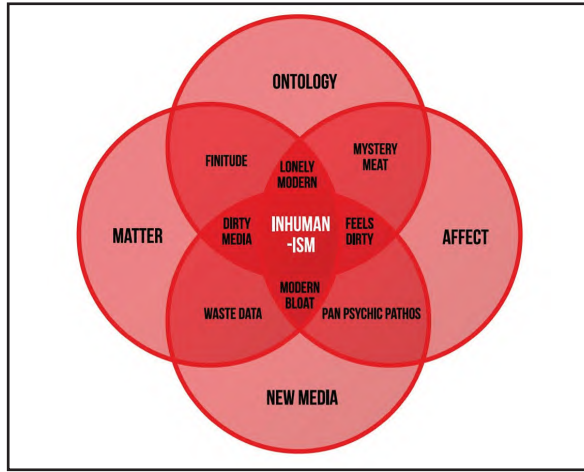 ONTOLOGY
FINITUDE
MYSTERY
MEAT
LONELY
MODERN
MATTER
DIRTY
MEDIA
INHUMAN
-ISM
FEELS
DIRTY
AFFECT
MODERN
BLOAT
WASTE DATA
PAN PSYCHIC PATHOS
NEW MEDIA